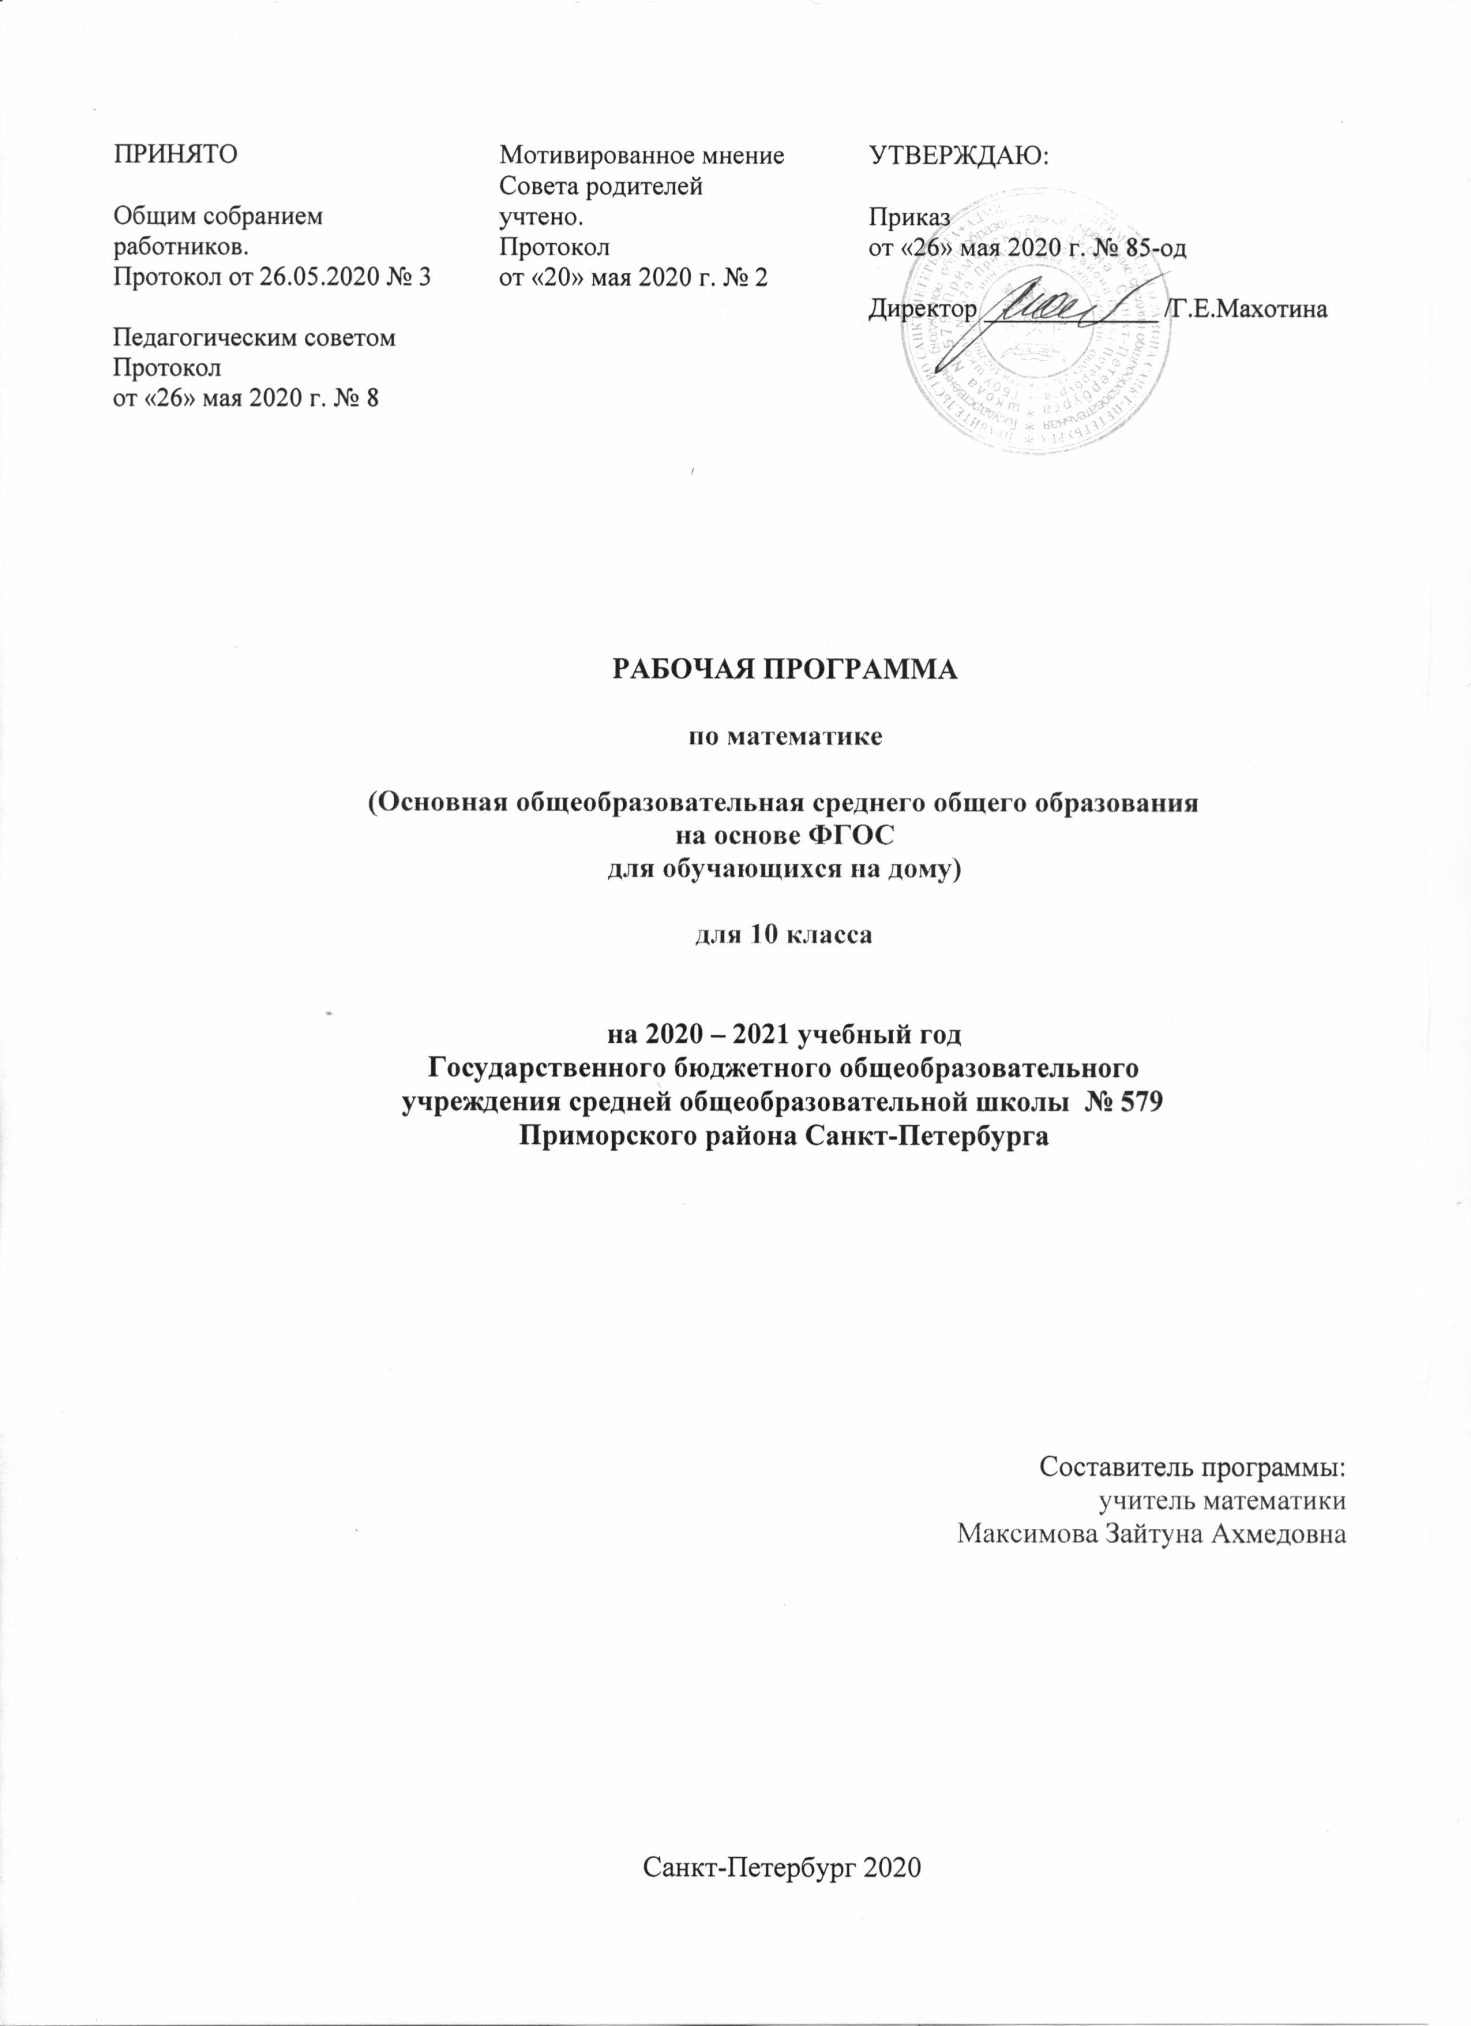 ПРИНЯТО
Общим собранием
работников.
Протокол от 26.05.2020 № 3
Педагогическим советом
Протокол
от «26» мая 2020 г. № 8
Мотивированное мнение
Совета родителей
учтено.
Протокол
от «20» мая 2020 г. № 2
УТВЕРЖДАЮ:
Приказ
от «26» мая 2020 г. № 85-од
Директор /Г.Е.Махотина
РАБОЧАЯ ПРОГРАММА
по математике
(Основная общеобразовательная среднего общего образования
на основе ФГОС
для обучающихся на дому)
для 10 класса
на 2020 – 2021 учебный год
Государственного бюджетного общеобразовательного
учреждения средней общеобразовательной школы № 579
Приморского района Санкт-Петербурга
Составитель программы:
учитель математики
Максимова Зайтуна Ахмедовна
Санкт-Петербург 2020